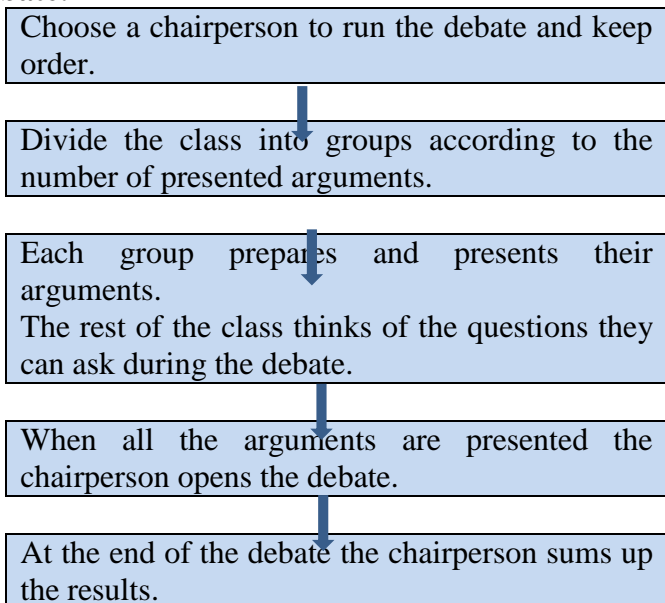 Choose a chairperson to run the debate and keep
order.
Divide the class into groups according to the
number of presented arguments.
Each group prepares and presents their
arguments.
The rest of the class thinks of the questions they
can ask during the debate.
When all the arguments are presented the
chairperson opens the debate.
At the end of the debate the chairperson sums up
the results.